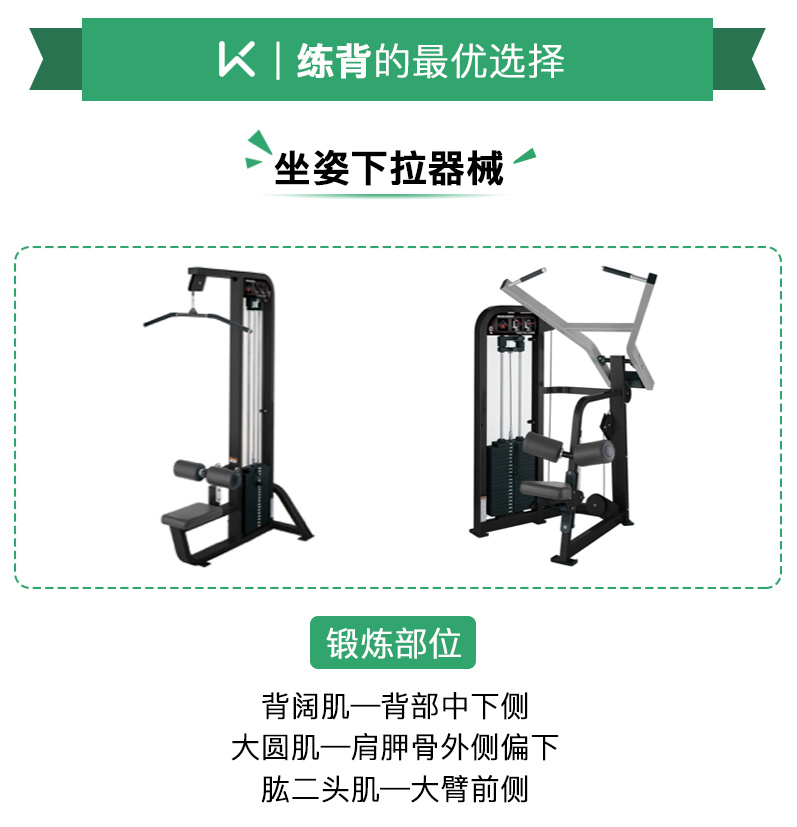 K | 练背的最优选择
坐姿下拉器械
锻炼部位
背阔肌—背部中下侧
大圆肌—肩胛骨外侧偏下
肱二头肌—大臂前侧